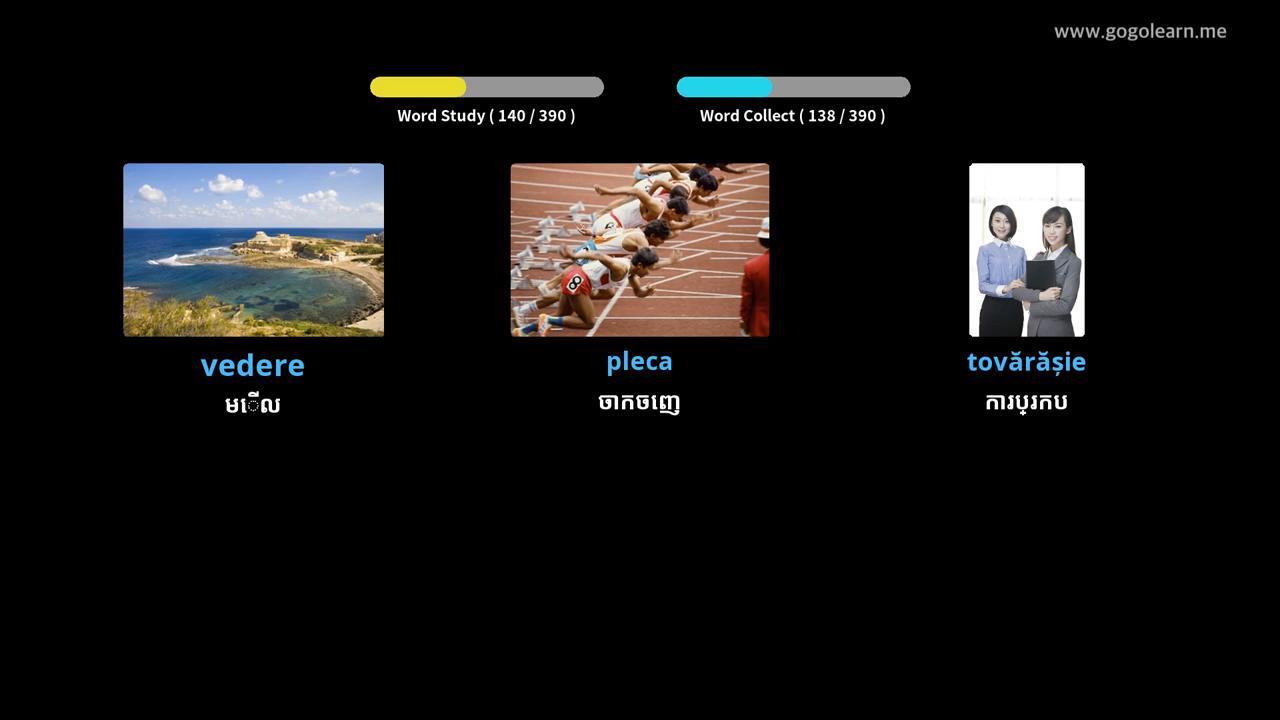 www.gogolearn.me
Word Study ( 140 / 390 )
Word Collect ( 138 / 390 )
vedere
pleca
tovărășie
មើល
ចាកចញេ
ការប្រកប
8